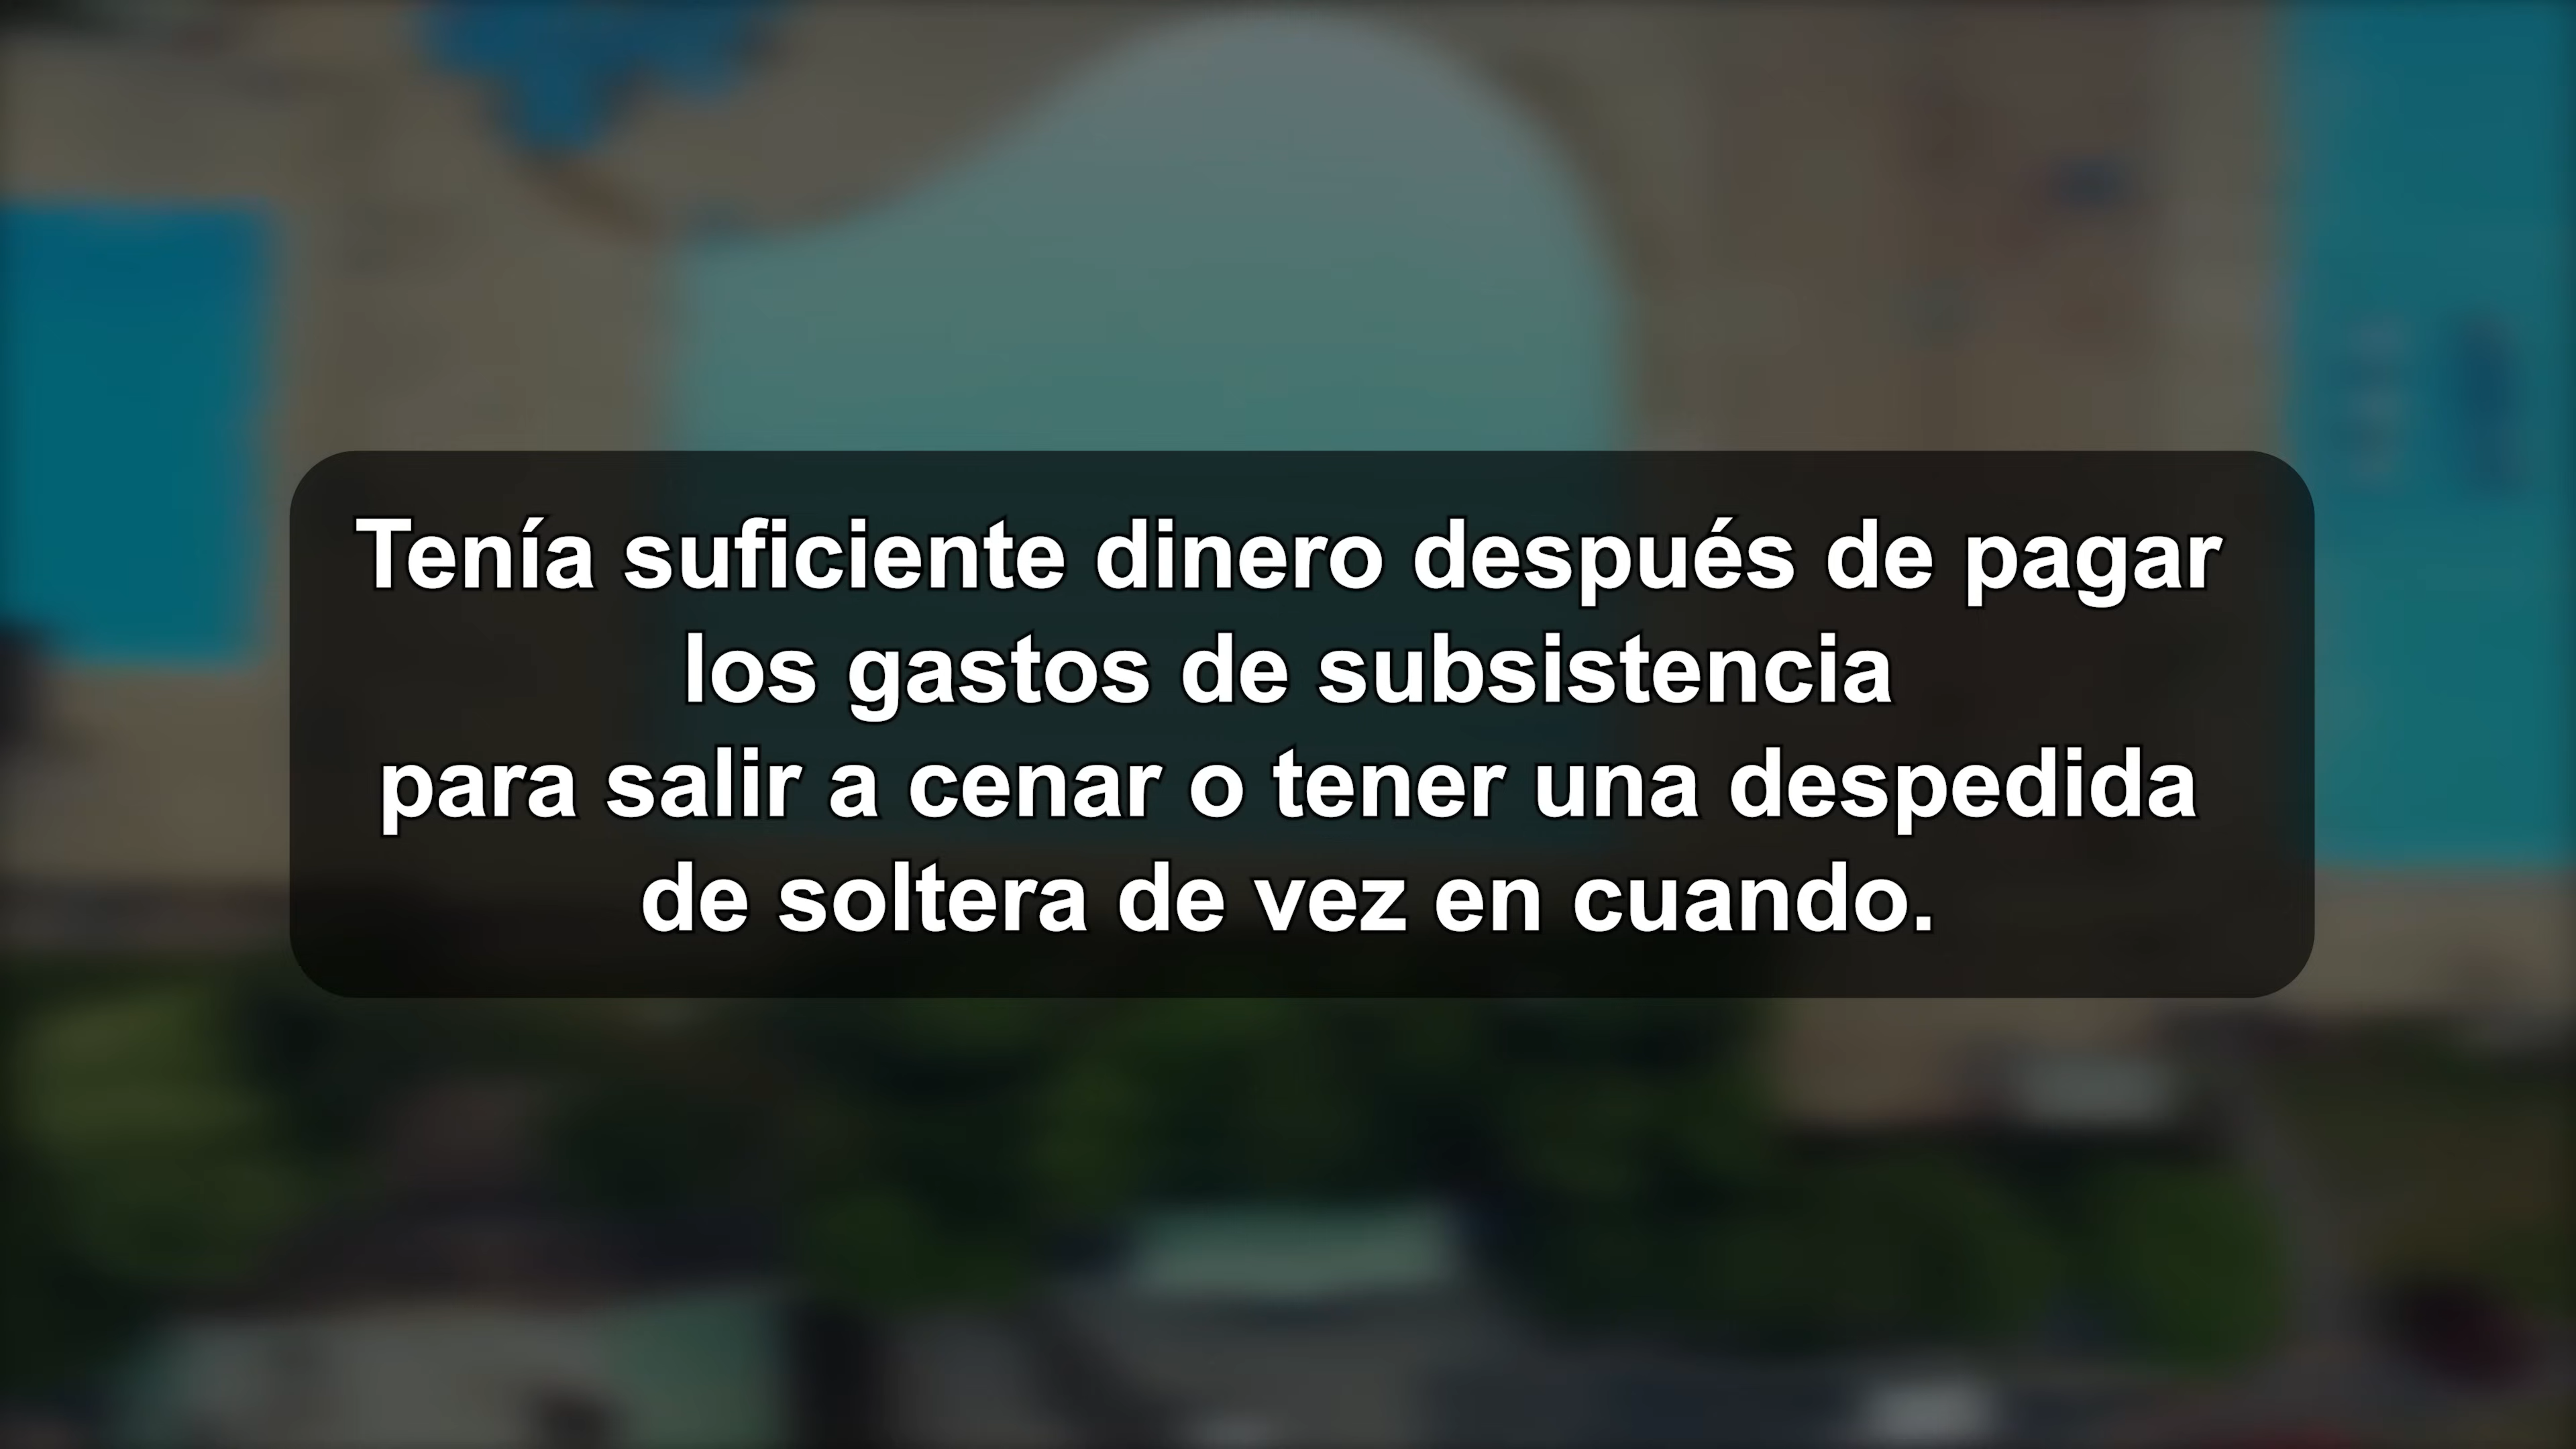 Tenía suficiente dinero después de pagar
los gastos de subsistencia
para salir a cenar o tener una despedida
de soltera de vez en cuando.